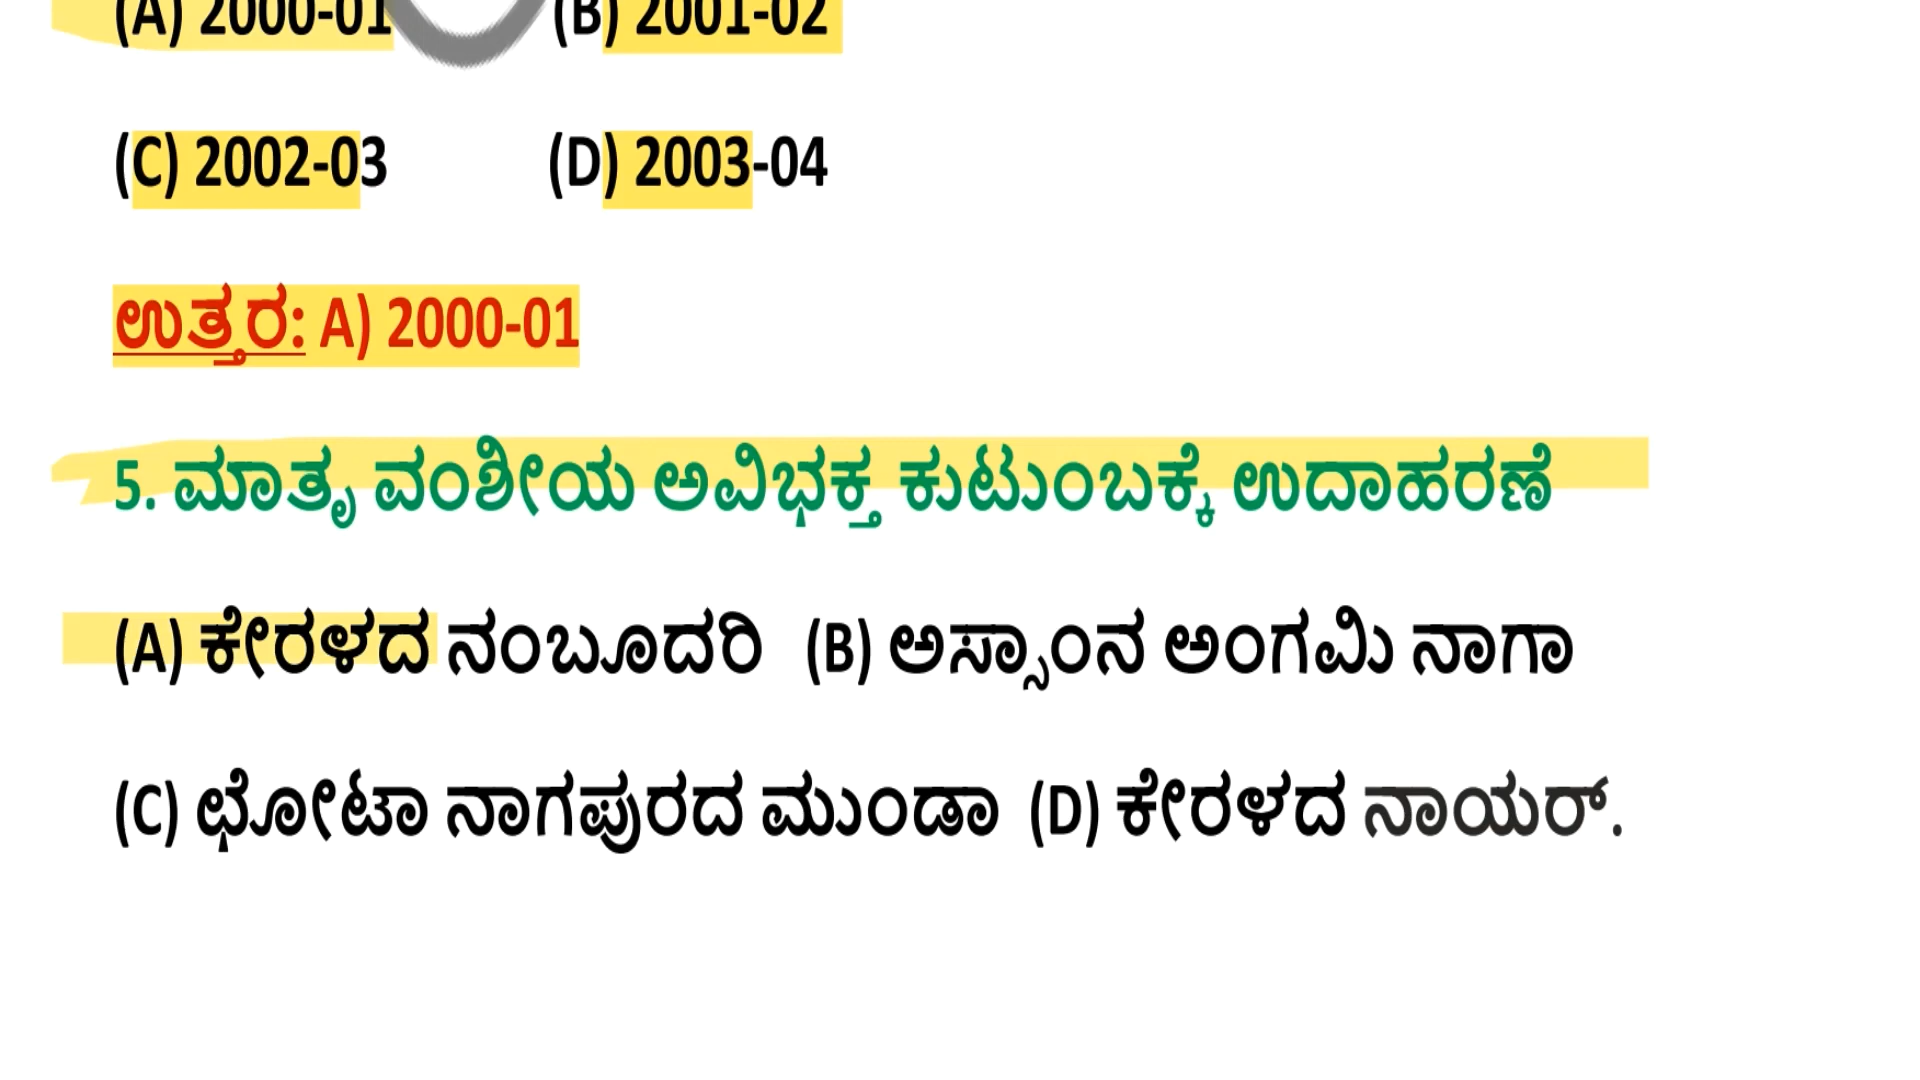 (A) 2000-01 (B) 2001-02
(C) 2002-03 (D) 2003-04
ಉತ್ತರ: A) 2000-01
5. ಮಾತೃ ವಂಶೀಯ ಅವಿಭಕ್ತ ಕುಟುಂಬಕ್ಕೆ ಉದಾಹರಣೆ
(A) ಕೇರಳದ ನಂಬೂದರಿ (B) ಅಸ್ಸಾಂನ ಅಂಗಮಿ ನಾಗಾ
(C) ಛೋಟಾ ನಾಗಪುರದ ಮುಂಡಾ (D) ಕೇರಳದ ನಾಯರ್.